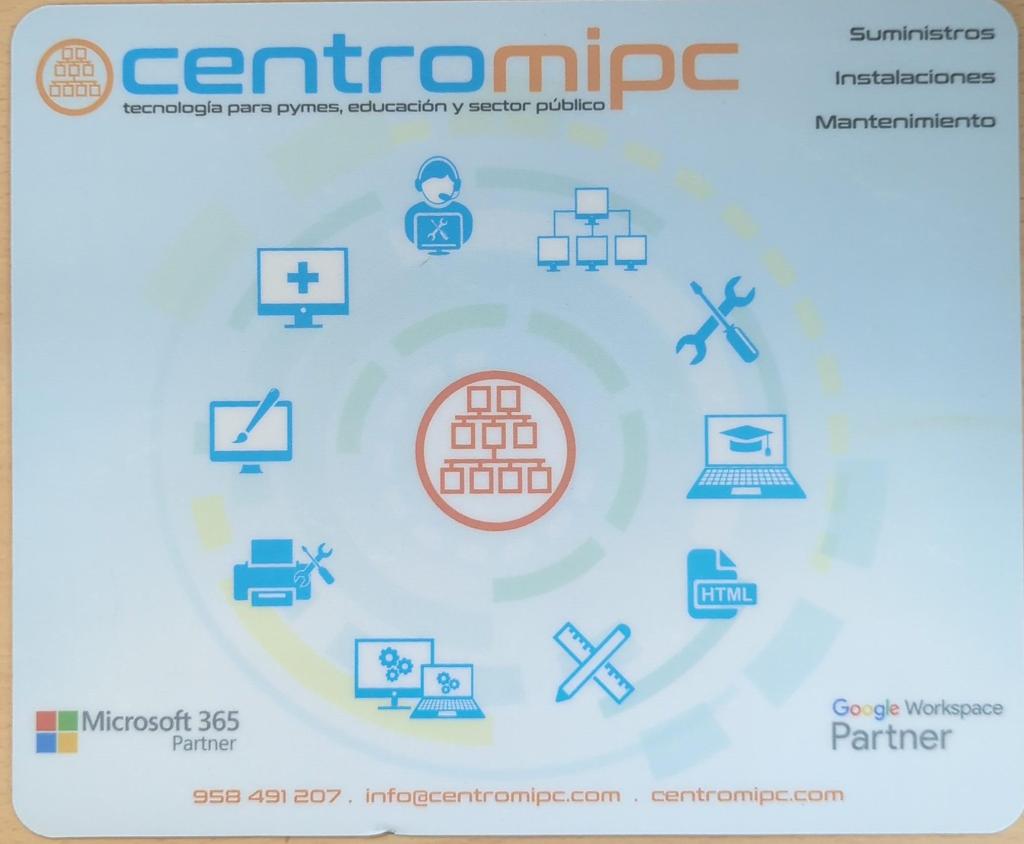 centromipc
tecnología para pymes, educación y sector público
Suministros
Instalaciones
Mantenimiento
HTML
Microsoft 365
Partner
Google Workspace
Partner
958 491 207 . info@centromipc.com . centromipc.com